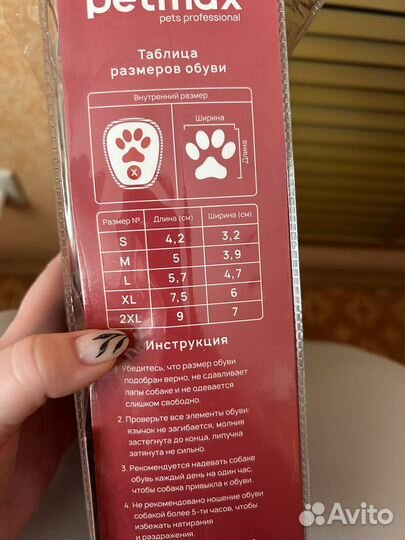 petmax
pets professional
Таблица
размеров обуви
Внутренний размер
Ширина
Длина
X
Размер № Длина (см) Ширина (см)
S 4,2 3,2
M 5 3,9
L 5,7 4,7
XL 7,5 6
2XL 9 7
Инструкция
1. Убедитесь, что размер обуви
подобран верно, не сдавливает
лапы собаке и не одевается
слишком свободно.
2. Проверьте все элементы обуви:
язычок не загибается, молния
застегнута до конца, липучка
затянута не сильно.
3. Рекомендуется надевать собаке
обувь каждый день на один час,
чтобы собака привыкла к обуви.
4. Не рекомендовано ношение обуви
собакой более 5-ти часов, чтобы
избежать натирания
и раздражения.
Avito